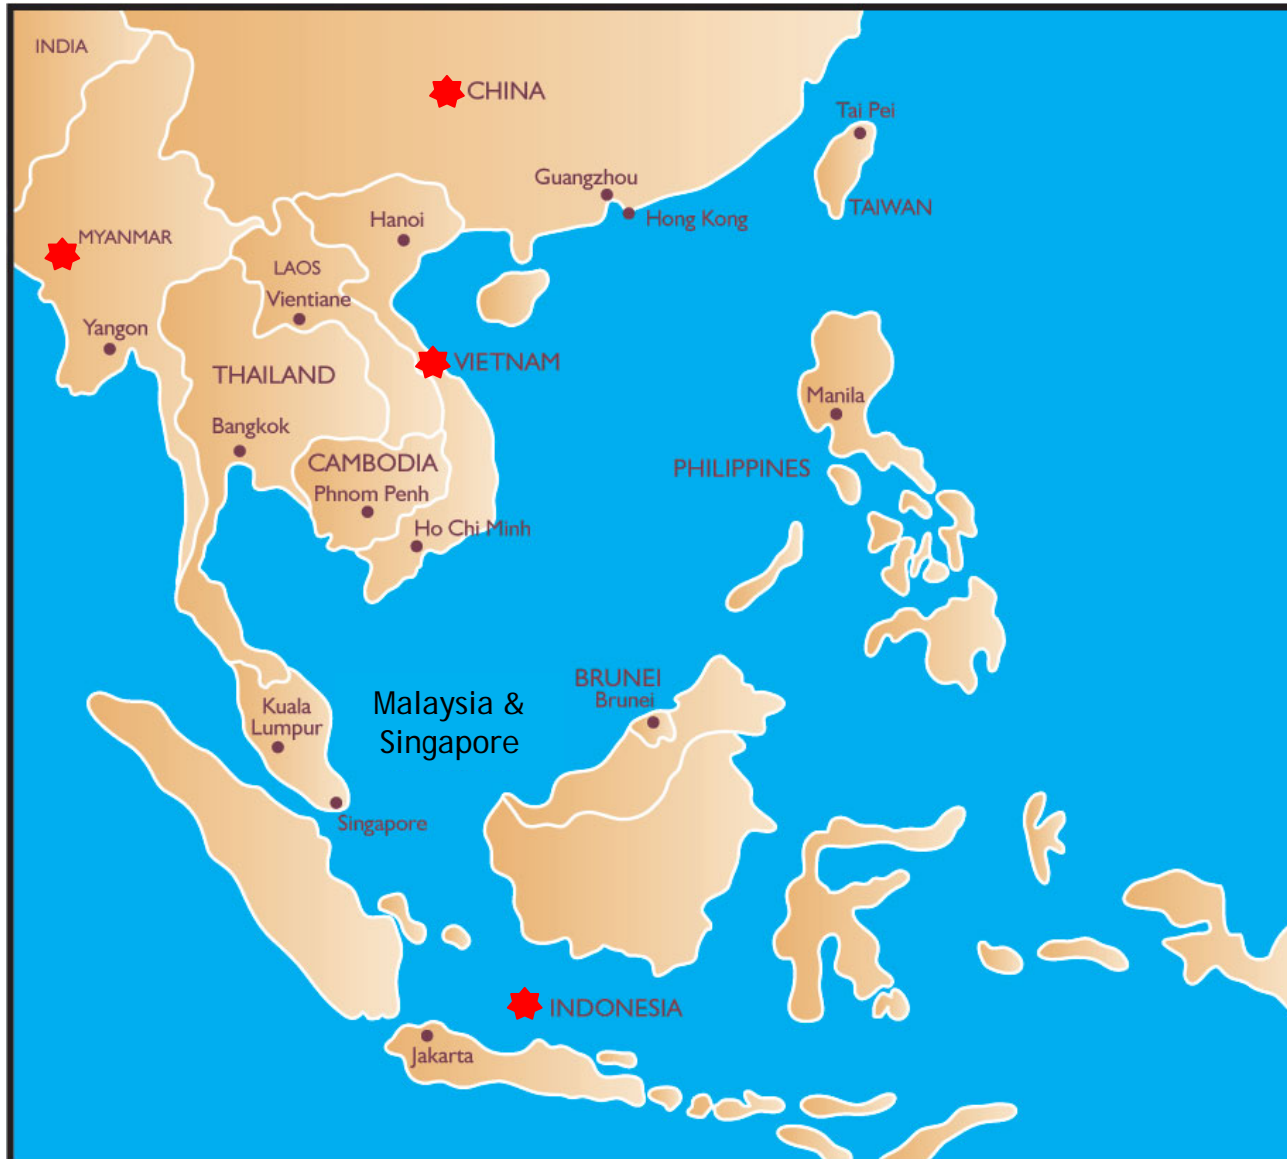 INDIA
CHINA
Tai Pei
Guangzhou
Hong Kong
TAIWAN
Hanoi
MYANMAR
LAOS
Vientiane
Yangon
VIETNAM
THAILAND
Manila
Bangkok
CAMBODIA
PHILIPPINES
Phnom Penh
Ho Chi Minh
BRUNEI
Brunei
Malaysia &
Singapore
Kuala
Lumpur
Singapore
INDONESIA
Jakarta